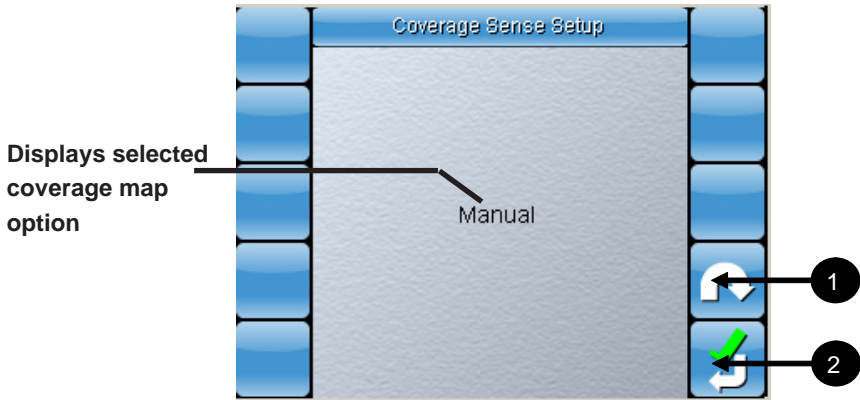 Coverage Sense Setup
Displays selected
coverage map
option
Manual
1
2